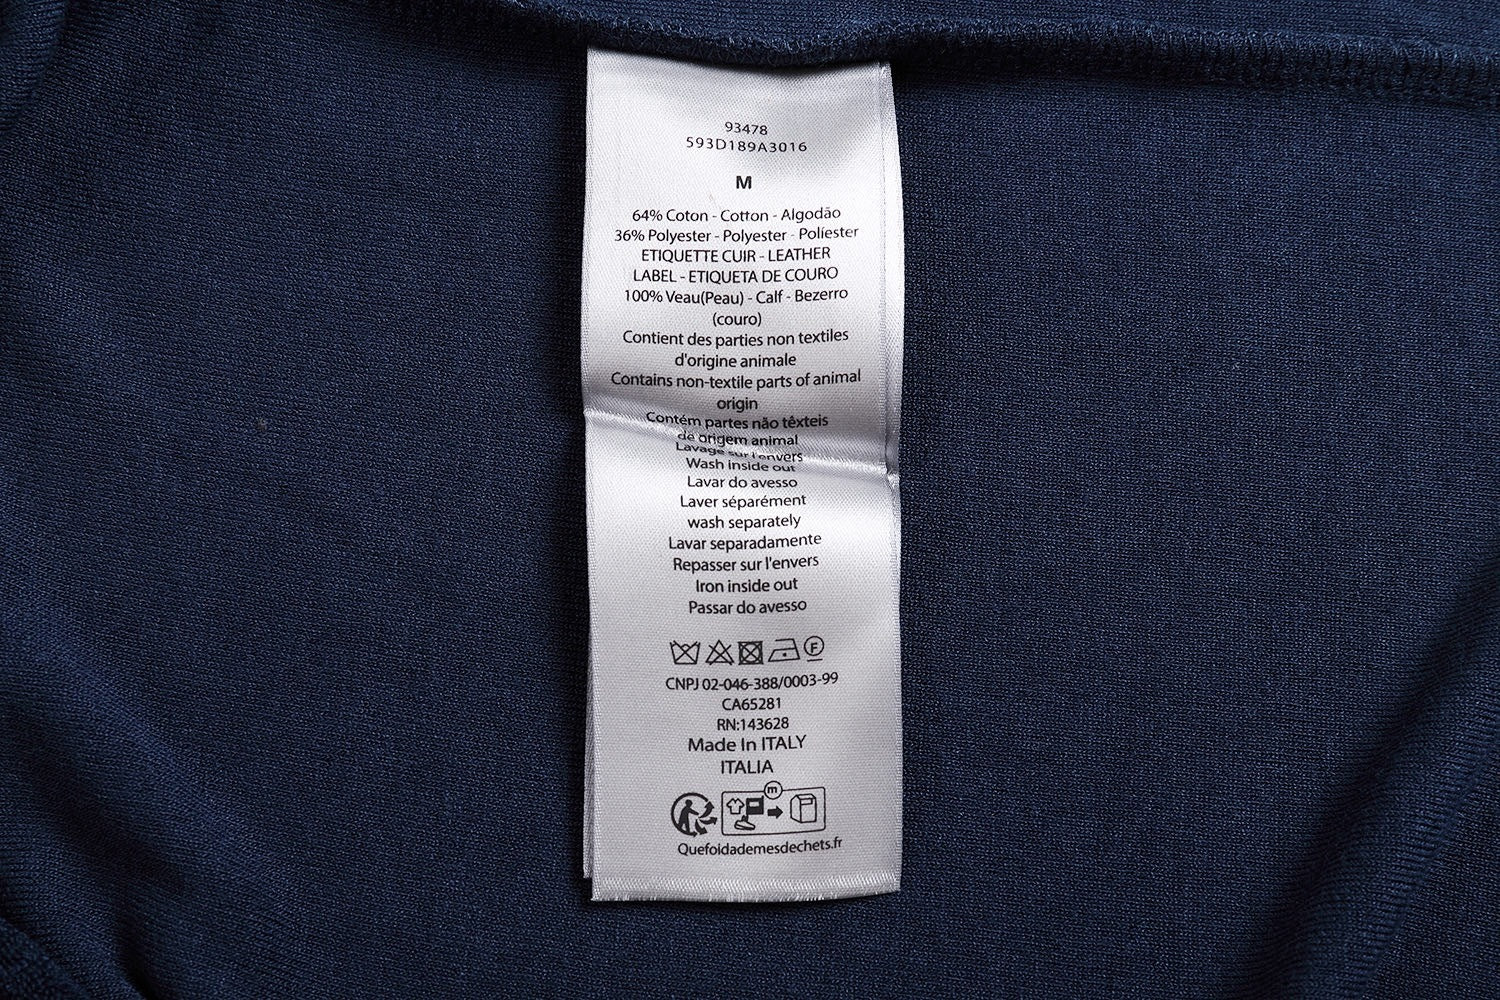 93478
593D189A3016
M
64% Coton - Cotton - Algodão
36% Polyester - Polyester - Políester
ETIQUETTE CUIR - LEATHER
LABEL - ETIQUETA DE COURO
100% Veau(Peau) - Calf - Bezerro
(couro)
Contient des parties non textiles
d'origine animale
Contains non-textile parts of animal
origin
Contém partes não têxteis
de origem animal
Lavage sur l'envers
Wash inside out
Lavar do avesso
Laver séparément
wash separately
Lavar separadamente
Repasser sur l'envers
Iron inside out
Passar do avesso
F
CNPJ 02-046-388/0003-99
CA65281
RN:143628
Made In ITALY
ITALIA
m
Quefoidademesdechets.fr